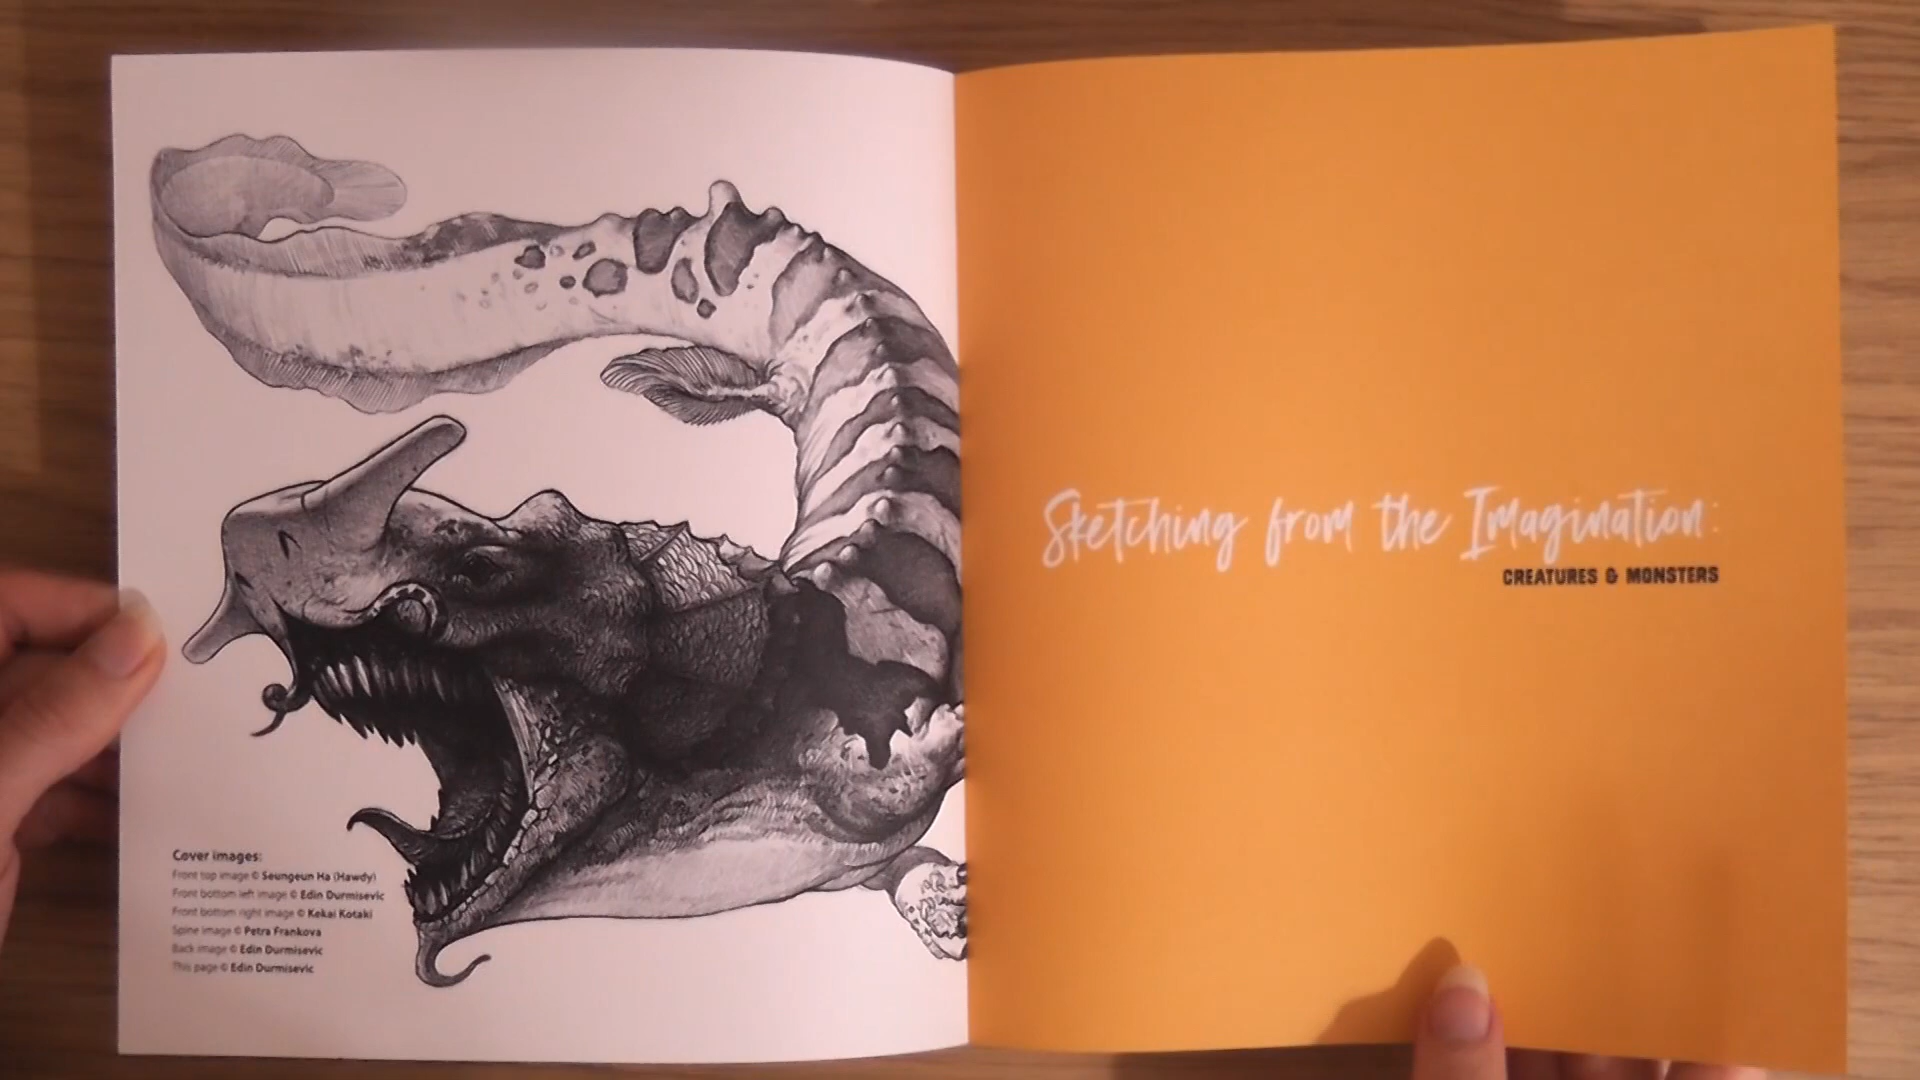 Cover images:
Front top image © Seungeun Ha (Hawdy)
Front bottom left image © Edin Durmisevic
Front bottom right image © Kekai Kotaki
Spine image © Petra Frankova
Back image © Edin Durmisevic
This page © Edin Durmisevic
Sketching from the Imagination:
CREATURES & MONSTERS